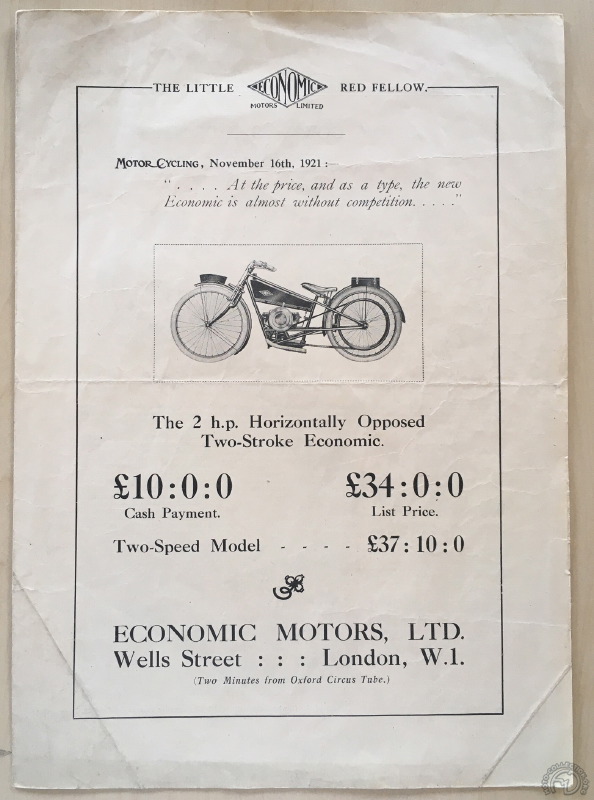 THE LITTLE ECONOMIC MOTORS LIMITED RED FELLOW.
MOTOR CYCLING, November 16th, 1921:—
". . . . At the price, and as a type, the new
Economic is almost without competition. . . . ."
The 2 h.p. Horizontally Opposed
Two-Stroke Economic.
£10:0:0 £34:0:0
Cash Payment. List Price.
Two-Speed Model - - - - £37:10:0
ECONOMIC MOTORS, LTD.
Wells Street : : : London, W.1.
(Two Minutes from Oxford Circus Tube.)